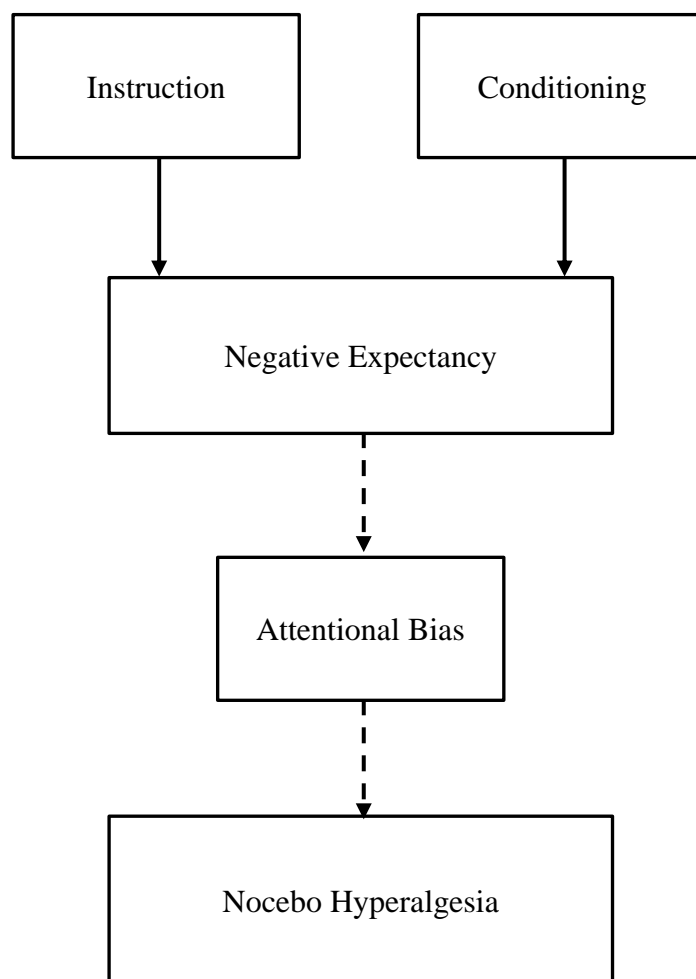 Instruction
Conditioning
Negative Expectancy
Attentional Bias
Nocebo Hyperalgesia